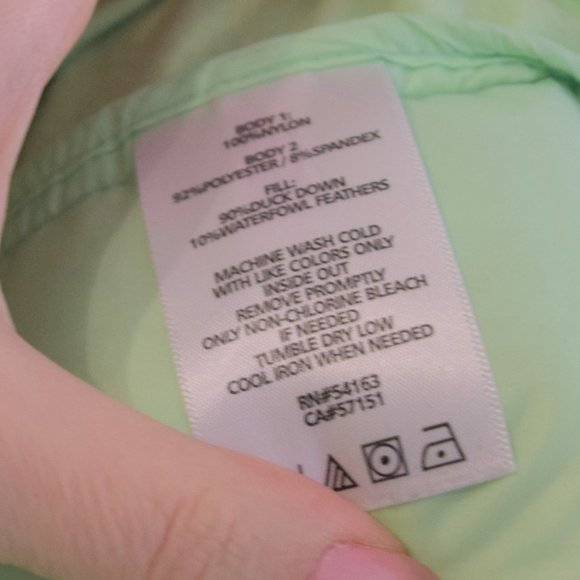 BODY 1:
100%NYLON
BODY 2
92%POLYESTER / 8%SPANDEX
FILL:
90%DUCK DOWN
10%WATERFOWL FEATHERS
MACHINE WASH COLD
WITH LIKE COLORS ONLY
INSIDE OUT
REMOVE PROMPTLY
ONLY NON-CHLORINE BLEACH
IF NEEDED
TUMBLE DRY LOW
COOL IRON WHEN NEEDED
RN#54163
CA#57151